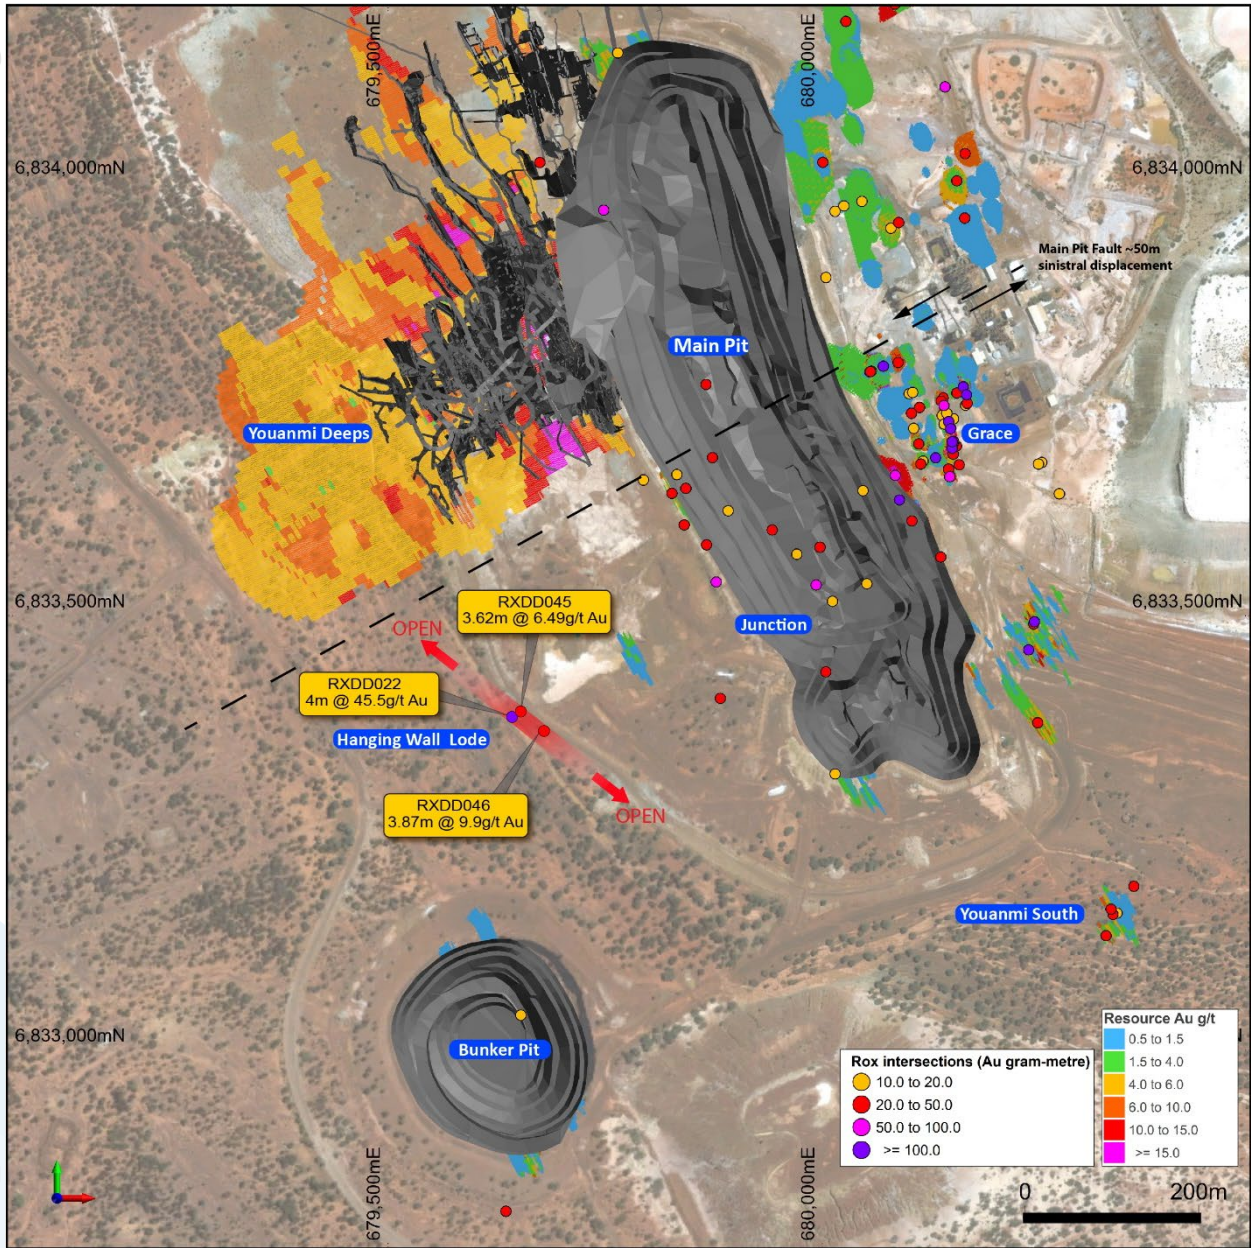 679,500mE
680,000mE
6,834,000mN
6,834,000mN
Main Pit Fault ~50m
sinistral displacement
Main Pit
Youanmi Deeps
Grace
6,833,500mN
6,833,500mN
RXDD045
3.62m @ 6.49g/t Au
Junction
OPEN
RXDD022
4m @ 45.5g/t Au
Hanging Wall Lode
RXDD046
3.87m @ 9.9g/t Au
OPEN
Youanmi South
6,833,000mN
Bunker Pit
Rox intersections (Au gram-metre)
10.0 to 20.0
20.0 to 50.0
50.0 to 100.0
>= 100.0
Resource Au g/t
0.5 to 1.5
1.5 to 4.0
4.0 to 6.0
6.0 to 10.0
10.0 to 15.0
>= 15.0
679,500mE
680,000mE
0 200m